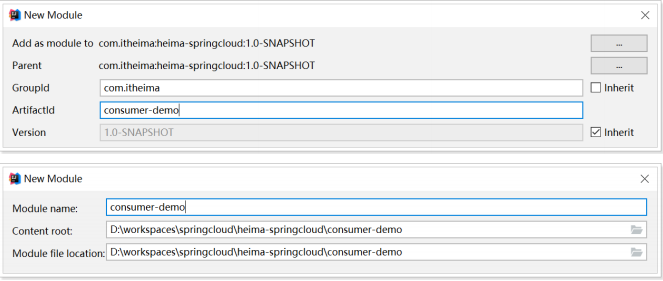 New Module
Add as module to com.itheima:heima-springcloud:1.0-SNAPSHOT ...
Parent com.itheima:heima-springcloud:1.0-SNAPSHOT ...
GroupId com.itheima Inherit
ArtifactId consumer-demo
Version 1.0-SNAPSHOT Inherit
New Module
Module name: consumer-demo
Content root: D:\workspaces\springcloud\heima-springcloud\consumer-demo
Module file location: D:\workspaces\springcloud\heima-springcloud\consumer-demo